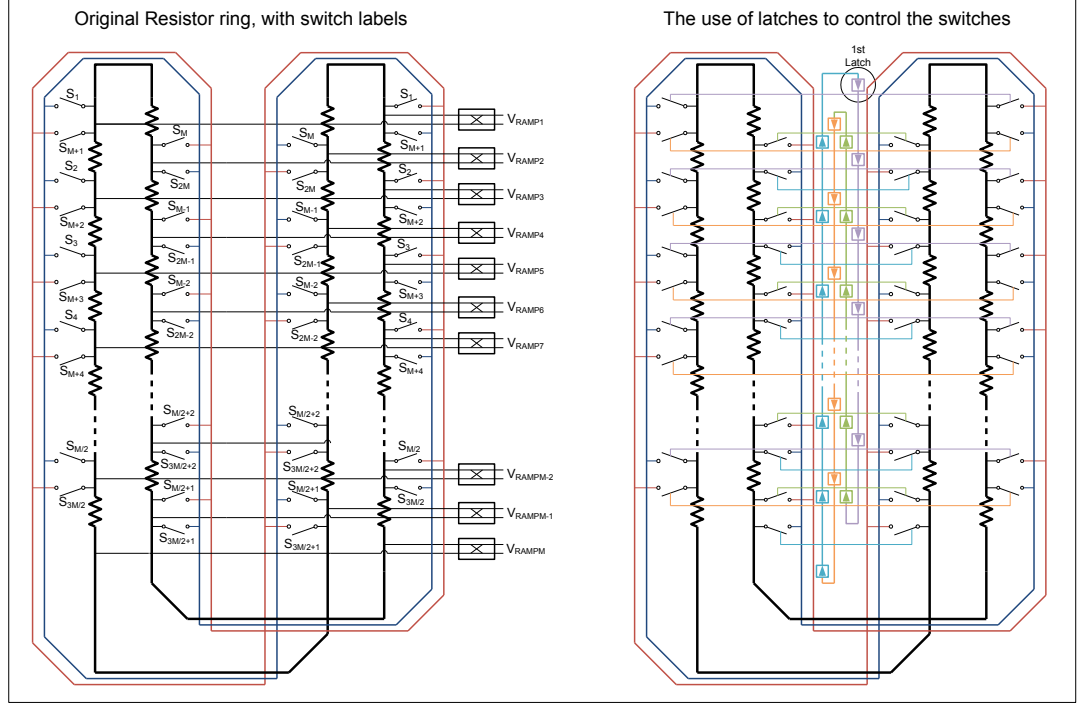 Original Resistor ring, with switch labels
The use of latches to control the switches
1st
Latch
S1
S1
VRAMP1
SM
SM
SM+1
SM+1
VRAMP2
S2
S2
S2M
S2M
VRAMP3
SM-1
SM-1
SM+2
SM+2
VRAMP4
S3
S3
S2M-1
S2M-1
VRAMP5
SM-2
SM-2
SM+3
SM+3
VRAMP6
S4
S4
S2M-2
S2M-2
VRAMP7
SM+4
SM+4
SM/2+2
SM/2+2
SM/2
SM/2
S3M/2+2
S3M/2+2
VRAMPM-2
S3M/2
SM/2+1
SM/2+1
S3M/2
VRAMPM-1
S3M/2+1
S3M/2+1
VRAMPM